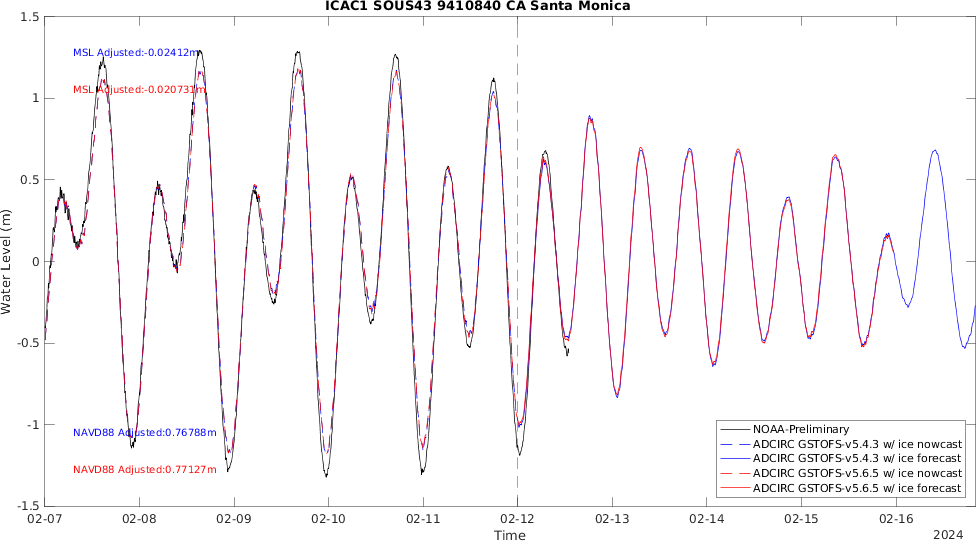 ICAC1 SOUS43 9410840 CA Santa Monica
1.5
1
0.5
0
-0.5
-1
-1.5
Water Level (m)
MSL Adjusted:-0.02412m
MSL Adjusted:-0.020731m
NAVD88 Adjusted:0.76788m
NAVD88 Adjusted:0.77127m
NOAA-Preliminary
ADCIRC GSTOFS-v5.4.3 w/ ice nowcast
ADCIRC GSTOFS-v5.4.3 w/ ice forecast
ADCIRC GSTOFS-v5.6.5 w/ ice nowcast
ADCIRC GSTOFS-v5.6.5 w/ ice forecast
02-07 02-08 02-09 02-10 02-11 02-12 02-13 02-14 02-15 02-16
Time
2024